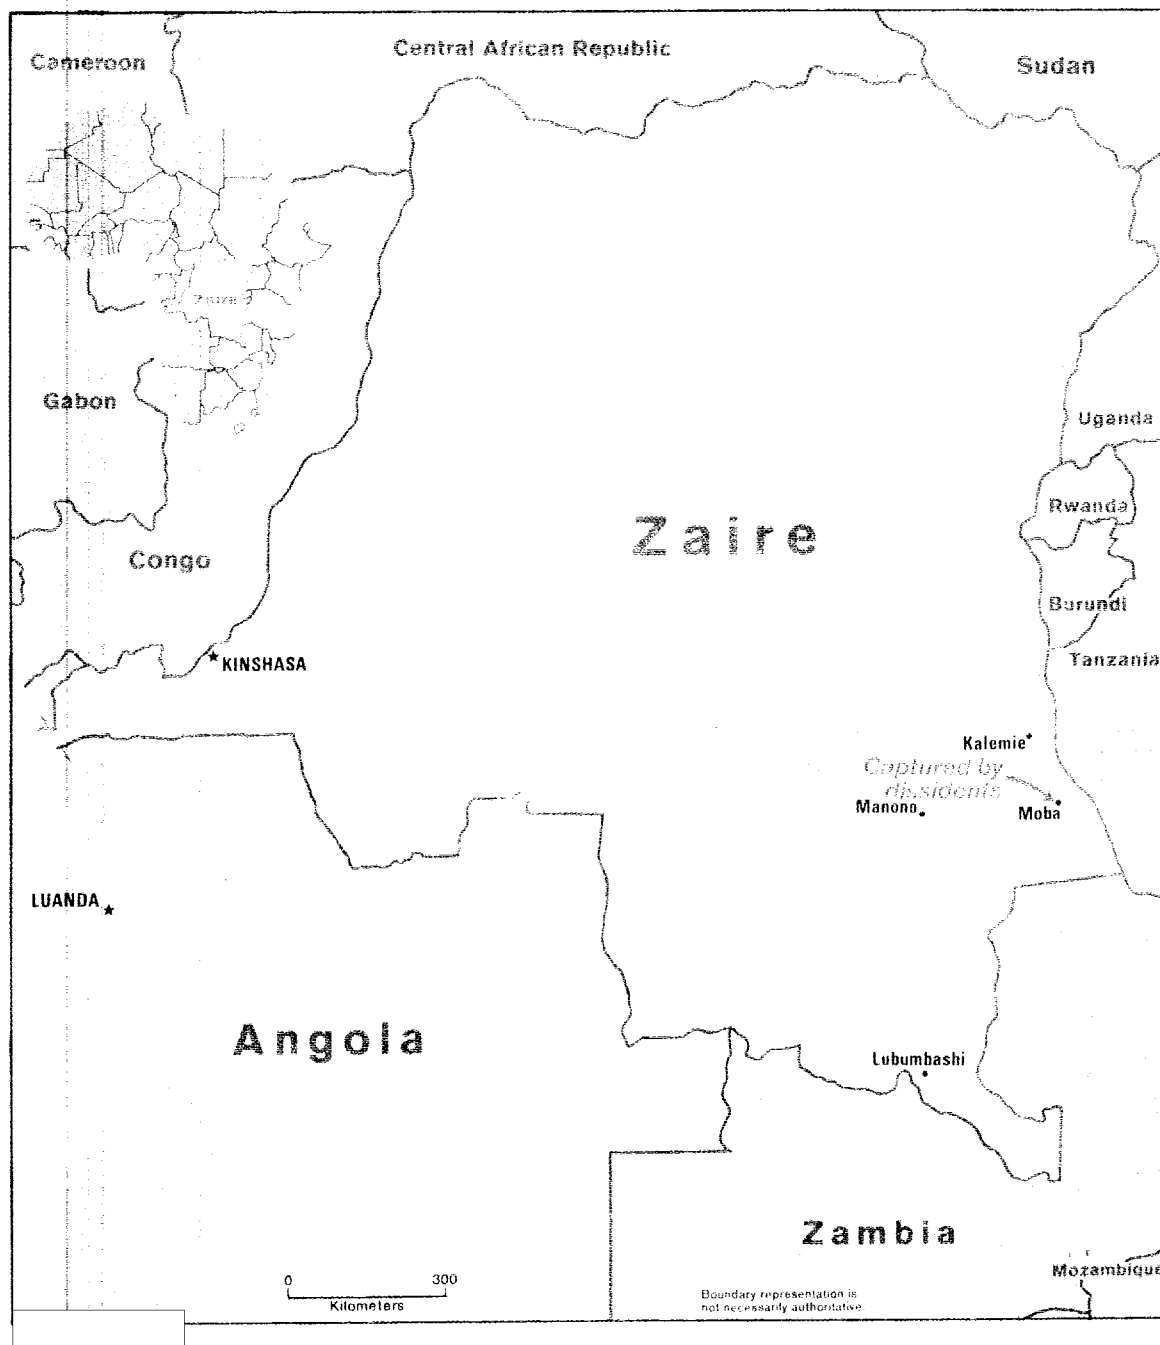 Central African Republic
Cameroon
Sudan
Zaire
Gabon
Uganda
Rwanda
Zaire
Congo
Burundi
KINSHASA
Tanzania
Kalemie
Captured by
dissidents
Manono
Moba
LUANDA
Angola
Lubumbashi
Zambia
Mozambique
0 300
Kilometers
Boundary representation is
not necessarily authoritative.